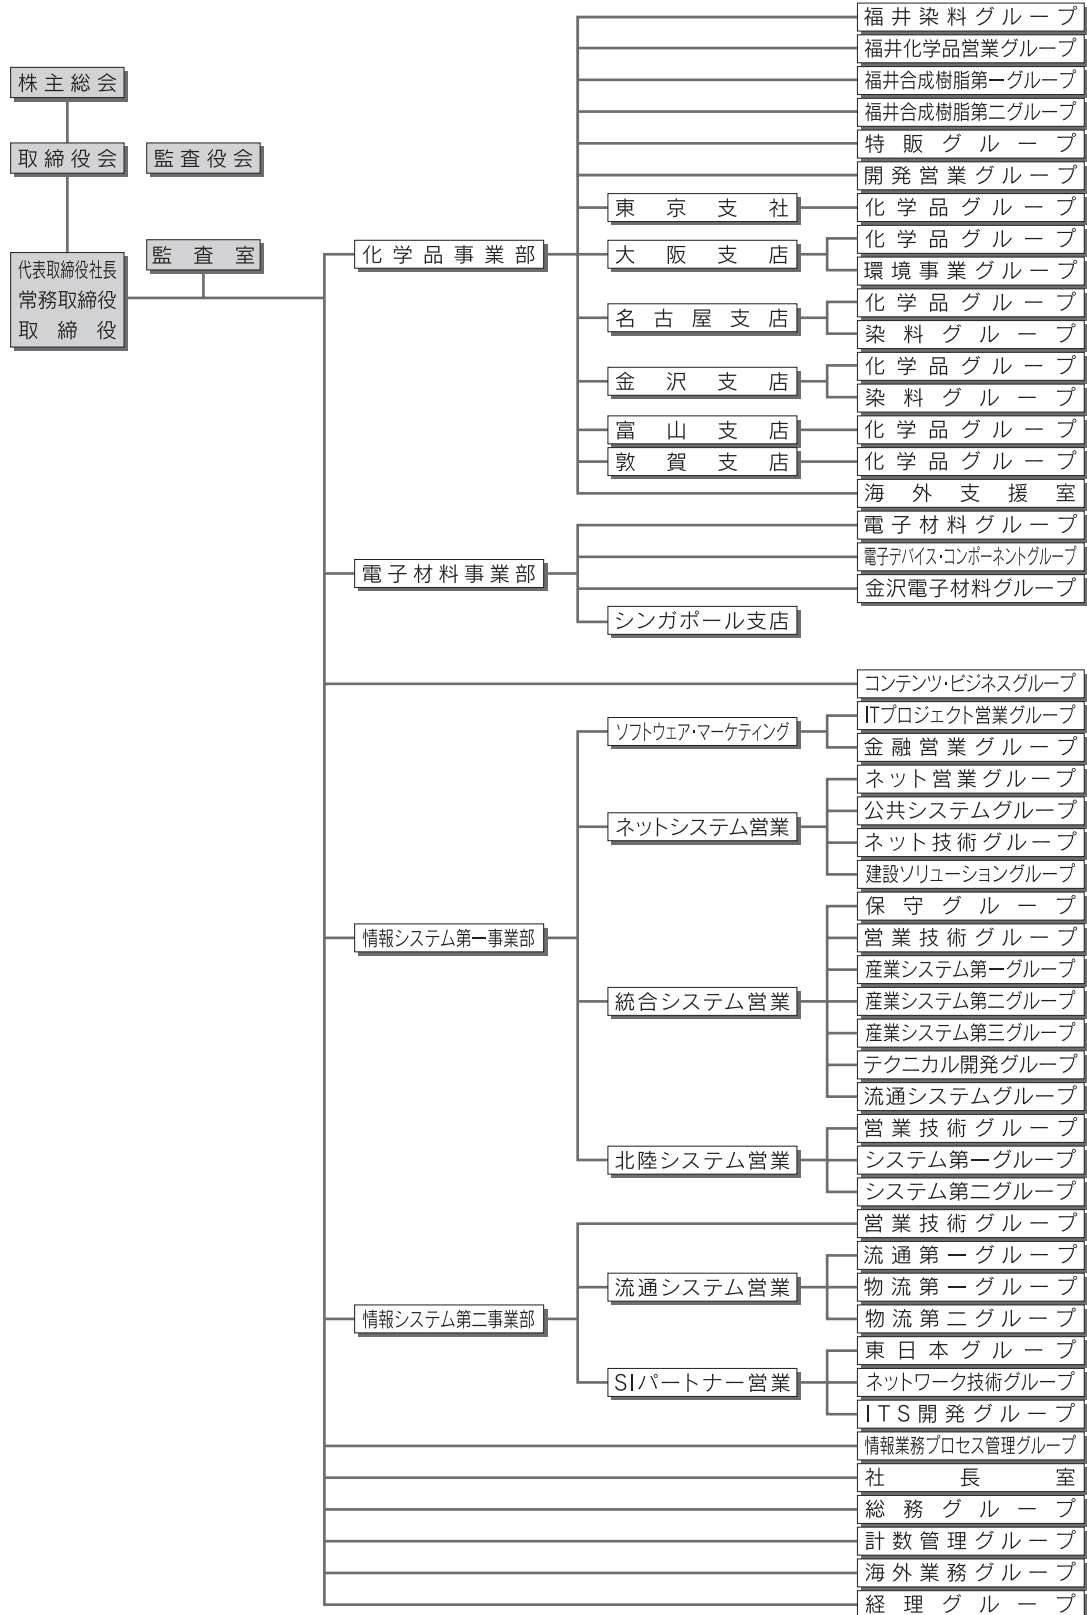 株主総会
取締役会
監査役会
代表取締役社長
常務取締役
取締役
監査室
化学品事業部
福井染料グループ
福井化学品営業グループ
福井合成樹脂第一グループ
福井合成樹脂第二グループ
特販グループ
開発営業グループ
東京支社
化学品グループ
大阪支店
化学品グループ
環境事業グループ
名古屋支店
化学品グループ
染料グループ
金沢支店
化学品グループ
染料グループ
富山支店
化学品グループ
敦賀支店
化学品グループ
海外支援室
電子材料事業部
電子材料グループ
電子デバイス・コンポーネントグループ
金沢電子材料グループ
シンガポール支店
コンテンツ・ビジネスグループ
情報システム第一事業部
ソフトウェア・マーケティング
ITプロジェクト営業グループ
金融営業グループ
ネットシステム営業
ネット営業グループ
公共システムグループ
ネット技術グループ
建設ソリューショングループ
統合システム営業
保守グループ
営業技術グループ
産業システム第一グループ
産業システム第二グループ
産業システム第三グループ
テクニカル開発グループ
流通システムグループ
北陸システム営業
営業技術グループ
システム第一グループ
システム第二グループ
情報システム第二事業部
営業技術グループ
流通システム営業
流通第一グループ
物流第一グループ
物流第二グループ
SIパートナー営業
東日本グループ
ネットワーク技術グループ
ITS開発グループ
情報業務プロセス管理グループ
社長室
総務グループ
計数管理グループ
海外業務グループ
経理グループ